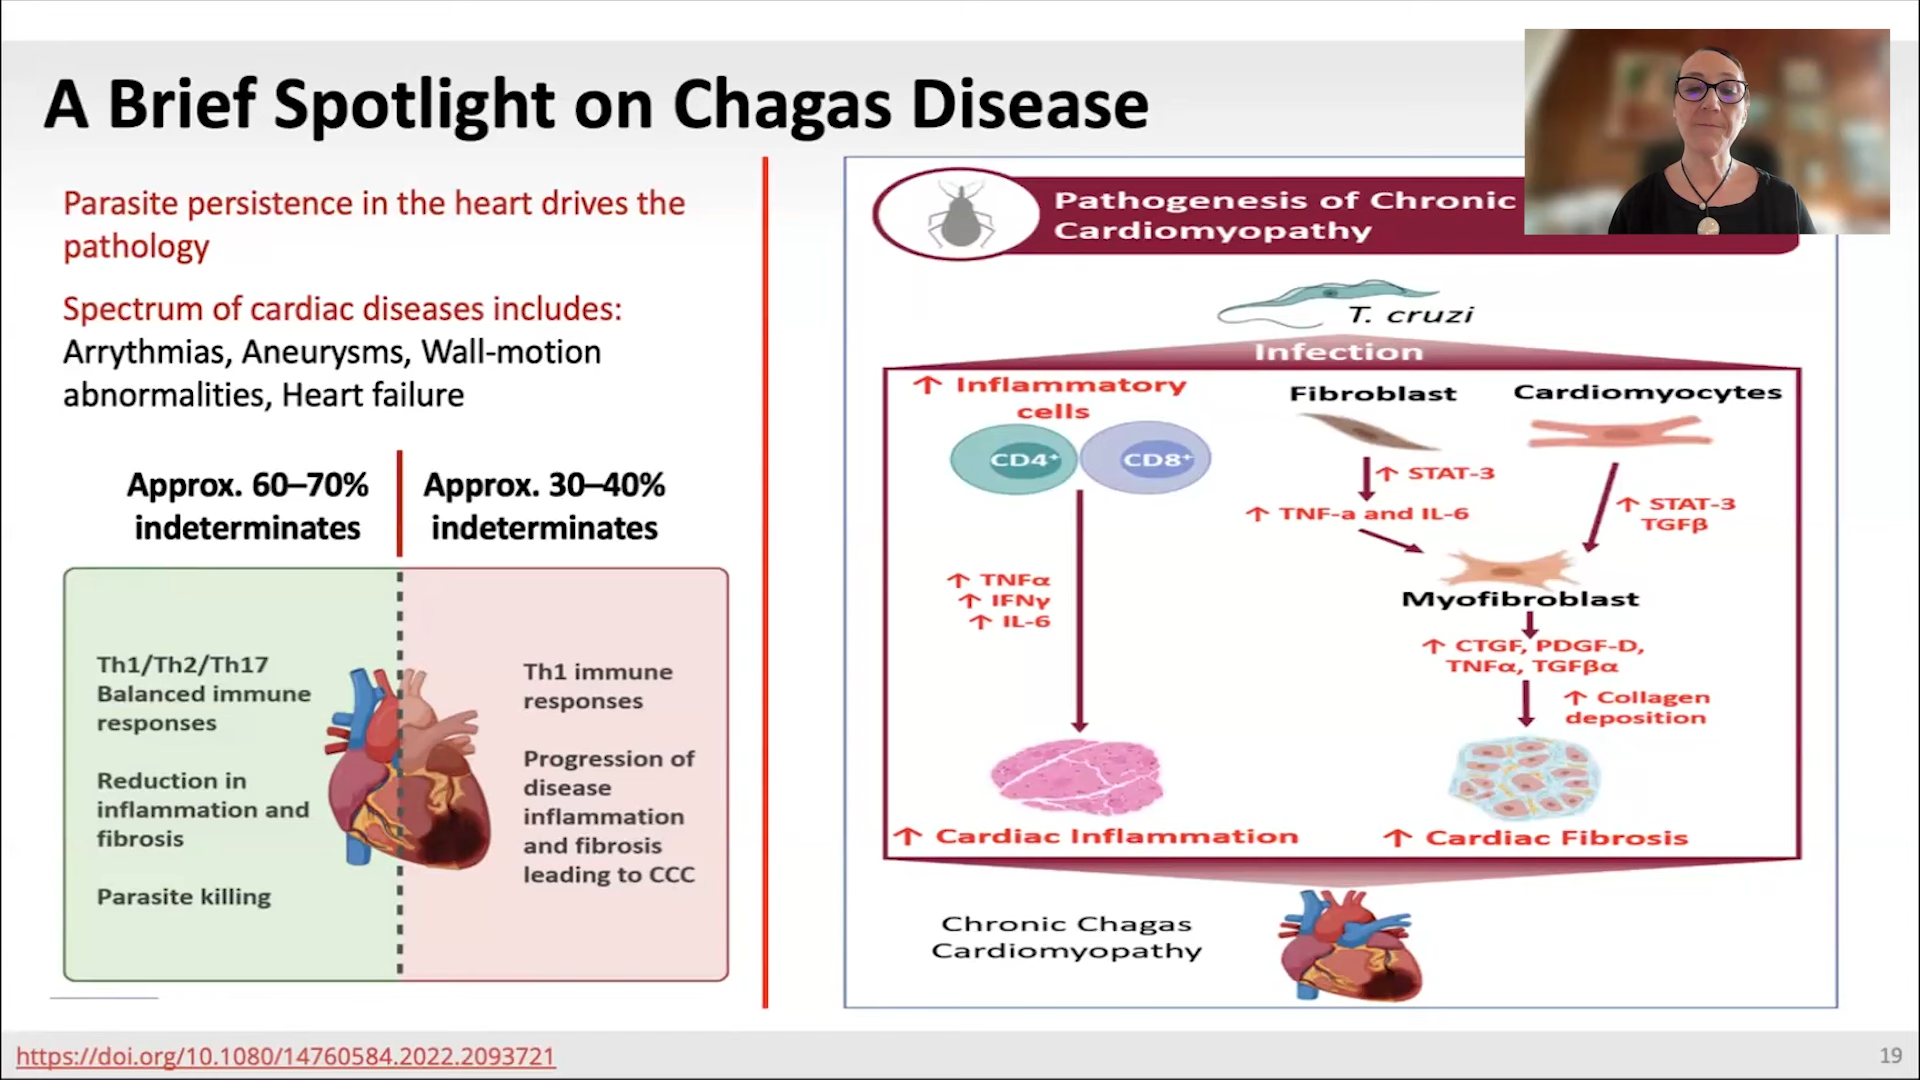 A Brief Spotlight on Chagas Disease
Parasite persistence in the heart drives the
pathology
Spectrum of cardiac diseases includes:
Arrythmias, Aneurysms, Wall-motion
abnormalities, Heart failure
Approx. 60–70%
indeterminates
Approx. 30–40%
indeterminates
Th1/Th2/Th17
Balanced immune
responses
Reduction in
inflammation and
fibrosis
Parasite killing
Th1 immune
responses
Progression of
disease
inflammation
and fibrosis
leading to CCC
Pathogenesis of Chronic
Cardiomyopathy
T. cruzi
Infection
↑ Inflammatory
cells
CD4+
CD8+
↑ TNFα
↑ IFNγ
↑ IL-6
↑ Cardiac Inflammation
Fibroblast
↑ STAT-3
↑ TNF-a and IL-6
Cardiomyocytes
↑ STAT-3
TGFβ
Myofibroblast
↑ CTGF, PDGF-D,
TNFα, TGFβα
↑ Collagen
deposition
↑ Cardiac Fibrosis
Chronic Chagas
Cardiomyopathy
https://doi.org/10.1080/14760584.2022.2093721
19